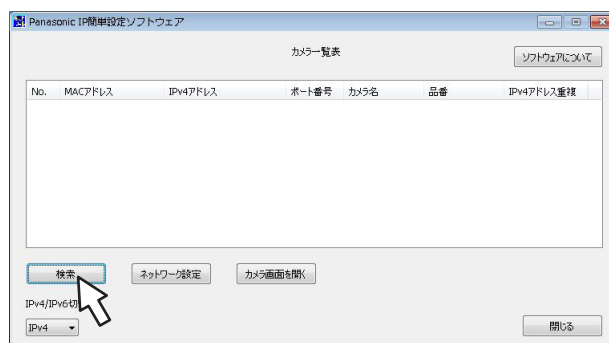 Panasonic IP簡単設定ソフトウェア
カメラ一覧表
ソフトウェアについて
No. MACアドレス IPv4アドレス ポート番号 カメラ名 品番 IPv4アドレス重複
検索 ネットワーク設定 カメラ画面を開く
IPv4/IPv6切
IPv4 閉じる